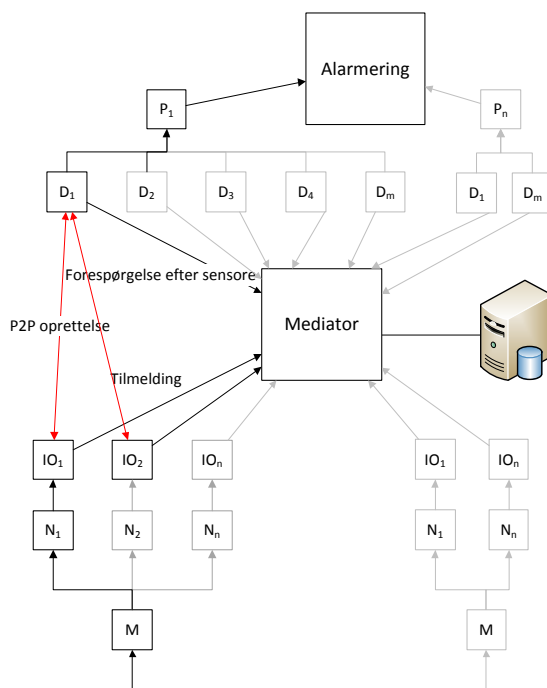 Alarmering
P₁
Pₙ
D₁
D₂
D₃
D₄
Dₘ
D₁
Dₘ
Forespørgelse efter sensore
P2P oprettelse
Mediator
Tilmelding
IO₁
IO₂
IOₙ
IO₁
IOₙ
N₁
N₂
Nₙ
N₁
Nₙ
M
M